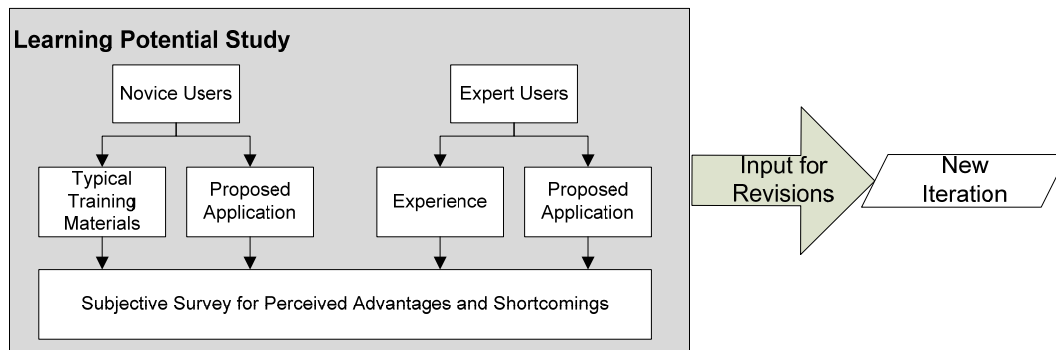 Learning Potential Study
Novice Users
Expert Users
Typical
Training
Materials
Proposed
Application
Experience
Proposed
Application
Subjective Survey for Perceived Advantages and Shortcomings
Input for
Revisions
New
Iteration